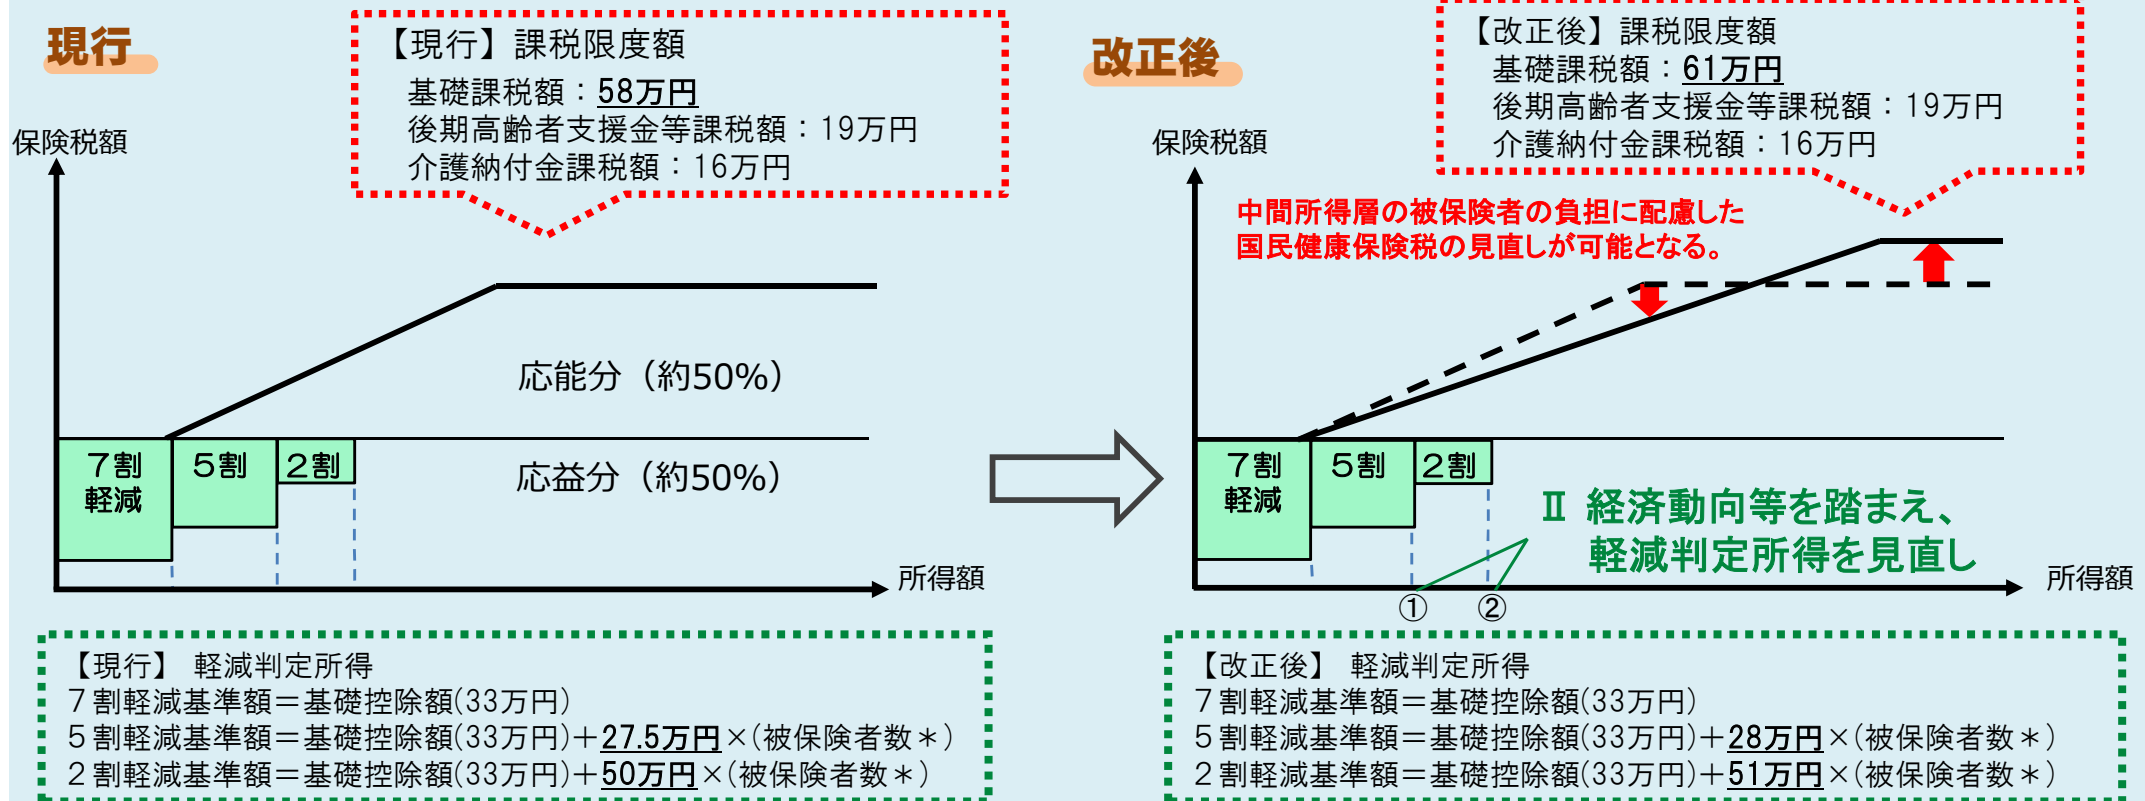 現行
【現行】課税限度額
基礎課税額：58万円
後期高齢者支援金等課税額：19万円
介護納付金課税額：16万円
保険税額
応能分（約50%）
7割
軽減
5割
2割
応益分（約50%）
所得額
【現行】 軽減判定所得
７割軽減基準額＝基礎控除額(33万円)
５割軽減基準額＝基礎控除額(33万円)＋27.5万円×(被保険者数＊)
２割軽減基準額＝基礎控除額(33万円)＋50万円×(被保険者数＊)
改正後
【改正後】課税限度額
基礎課税額：61万円
後期高齢者支援金等課税額：19万円
介護納付金課税額：16万円
保険税額
中間所得層の被保険者の負担に配慮した
国民健康保険税の見直しが可能となる。
7割
軽減
5割
2割
Ⅱ 経済動向等を踏まえ、
軽減判定所得を見直し
所得額
① ②
【改正後】 軽減判定所得
７割軽減基準額＝基礎控除額(33万円)
５割軽減基準額＝基礎控除額(33万円)＋28万円×(被保険者数＊)
２割軽減基準額＝基礎控除額(33万円)＋51万円×(被保険者数＊)